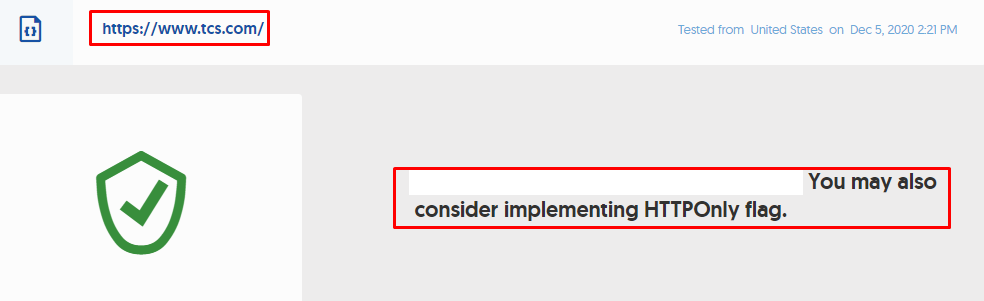 { }
https://www.tcs.com/
Tested from United States on Dec 5, 2020 2:21 PM
You may also
consider implementing HTTPOnly flag.